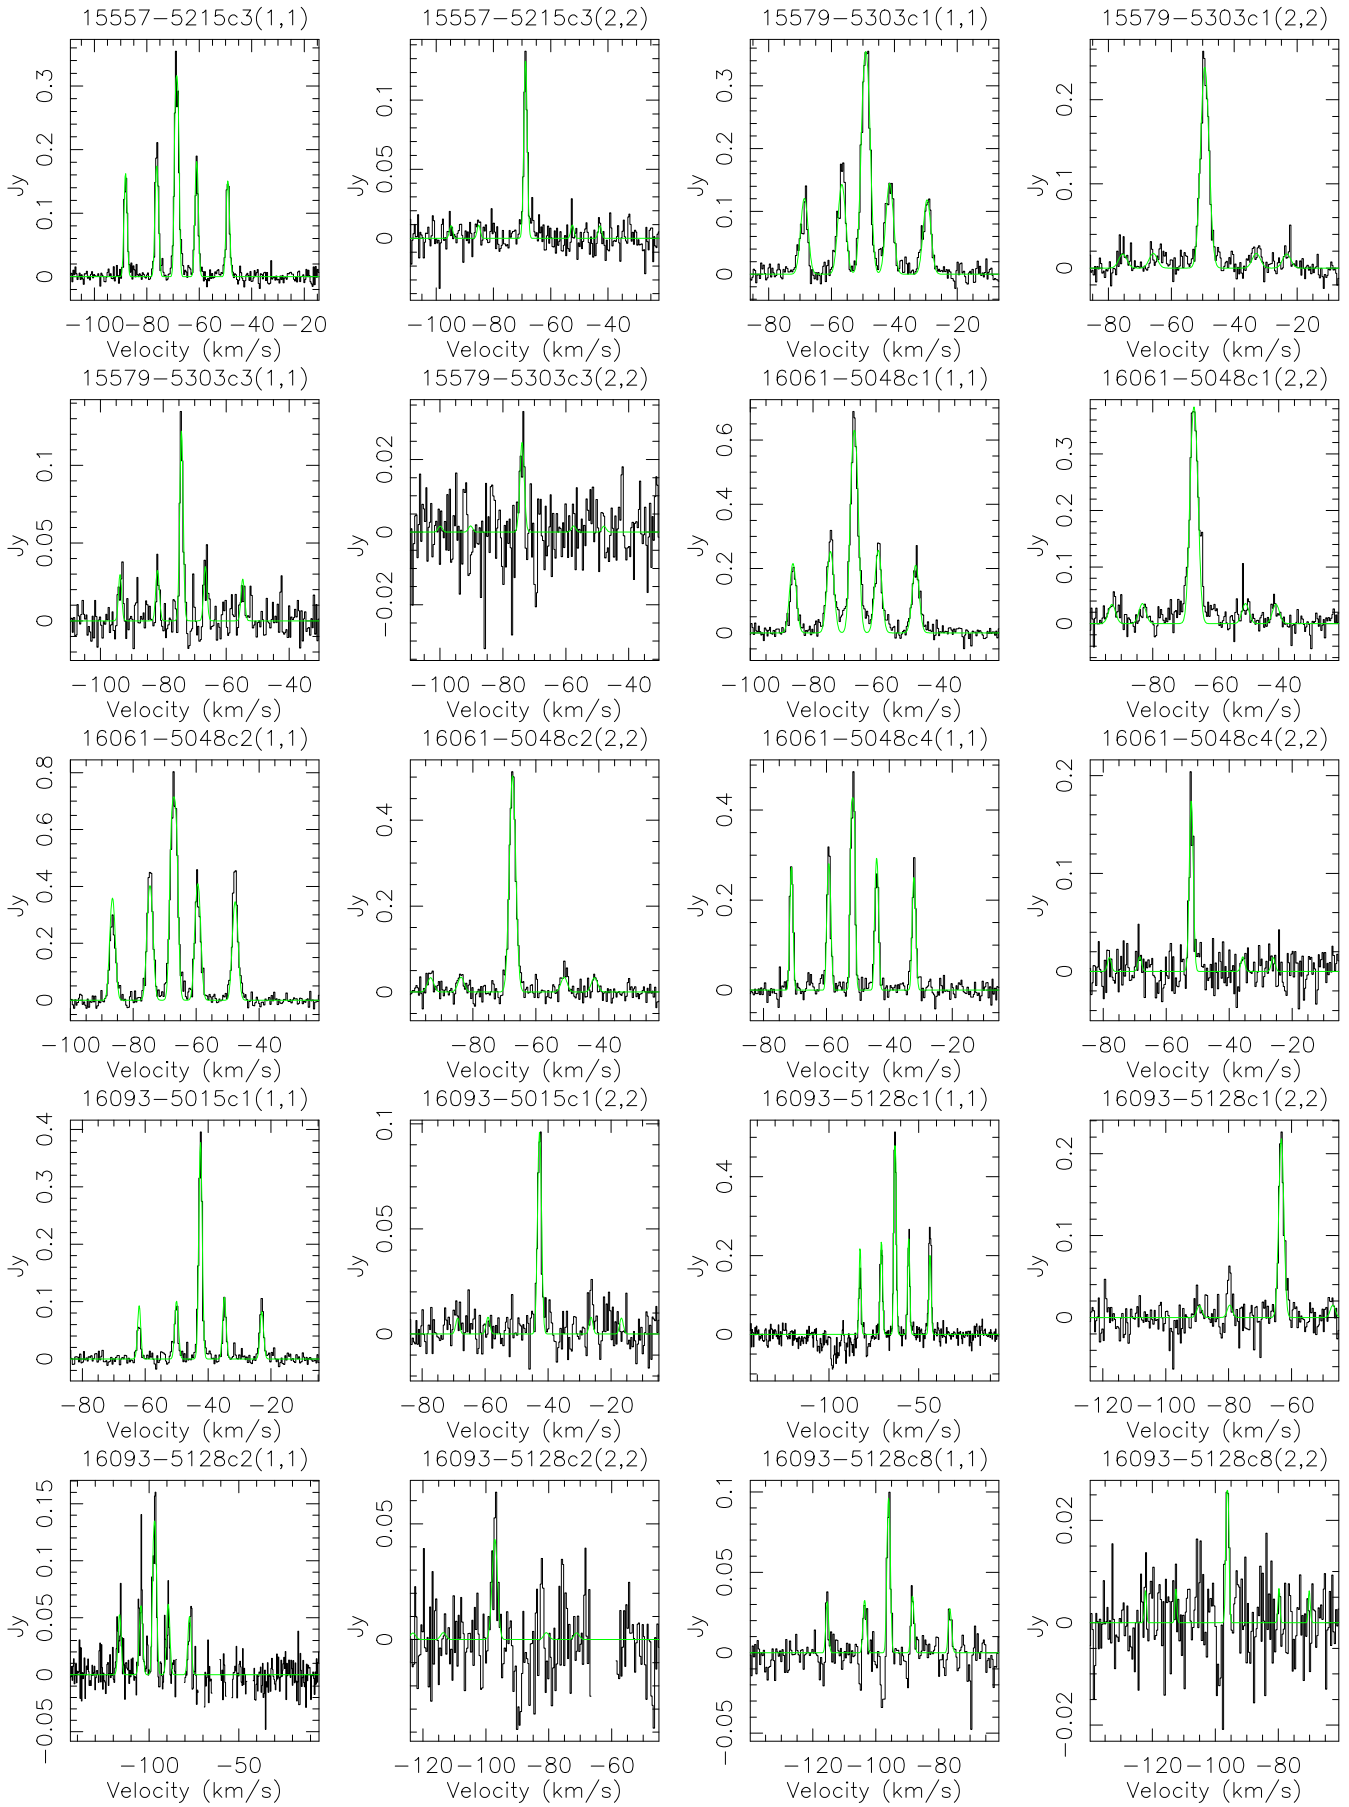 15557−5215c3(1,1)
Jy
0.3
0.2
0.1
0
−100 −80 −60 −40 −20
Velocity (km/s)
15557−5215c3(2,2)
Jy
0.1
0.05
0
−100 −80 −60 −40
Velocity (km/s)
15579−5303c1(1,1)
Jy
0.3
0.2
0.1
0
−80 −60 −40 −20
Velocity (km/s)
15579−5303c1(2,2)
Jy
0.2
0.1
0
−80 −60 −40 −20
Velocity (km/s)
15579−5303c3(1,1)
Jy
0.1
0.05
0
−100 −80 −60 −40
Velocity (km/s)
15579−5303c3(2,2)
Jy
0.02
0
−0.02
−100 −80 −60 −40
Velocity (km/s)
16061−5048c1(1,1)
Jy
0.6
0.4
0.2
0
−100 −80 −60 −40
Velocity (km/s)
16061−5048c1(2,2)
Jy
0.3
0.2
0.1
0
−80 −60 −40
Velocity (km/s)
16061−5048c2(1,1)
Jy
0.8
0.6
0.4
0.2
0
−100 −80 −60 −40
Velocity (km/s)
16061−5048c2(2,2)
Jy
0.4
0.2
0
−80 −60 −40
Velocity (km/s)
16061−5048c4(1,1)
Jy
0.4
0.2
0
−80 −60 −40 −20
Velocity (km/s)
16061−5048c4(2,2)
Jy
0.2
0.1
0
−80 −60 −40 −20
Velocity (km/s)
16093−5015c1(1,1)
Jy
0.4
0.3
0.2
0.1
0
−80 −60 −40 −20
Velocity (km/s)
16093−5015c1(2,2)
Jy
0.1
0.05
0
−80 −60 −40 −20
Velocity (km/s)
16093−5128c1(1,1)
Jy
0.4
0.2
0
−100 −50
Velocity (km/s)
16093−5128c1(2,2)
Jy
0.2
0.1
0
−120 −100 −80 −60
Velocity (km/s)
16093−5128c2(1,1)
Jy
0.15
0.1
0.05
0
−0.05
−100 −50
Velocity (km/s)
16093−5128c2(2,2)
Jy
0.05
0
−120 −100 −80 −60
Velocity (km/s)
16093−5128c8(1,1)
Jy
0.1
0.05
0
−0.05
−120 −100 −80
Velocity (km/s)
16093−5128c8(2,2)
Jy
0.02
0
−0.02
−120 −100 −80
Velocity (km/s)